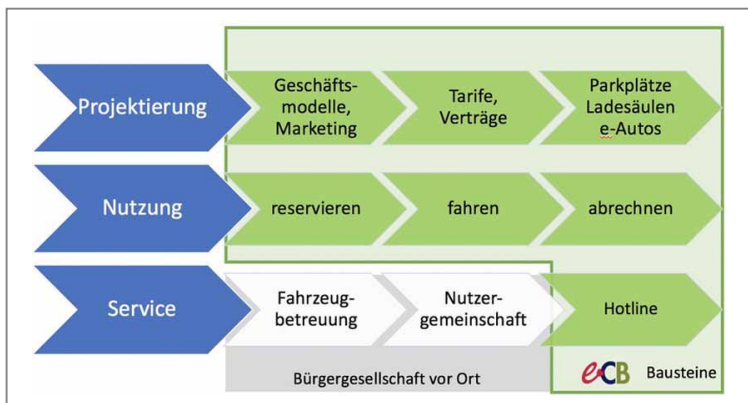 Projektierung
Geschäfts-
modelle,
Marketing
Tarife,
Verträge
Parkplätze
Ladesäulen
e-Autos
Nutzung
reservieren
fahren
abrechnen
Service
Fahrzeug-
betreuung
Nutzer-
gemeinschaft
Hotline
Bürgergesellschaft vor Ort
eCB Bausteine